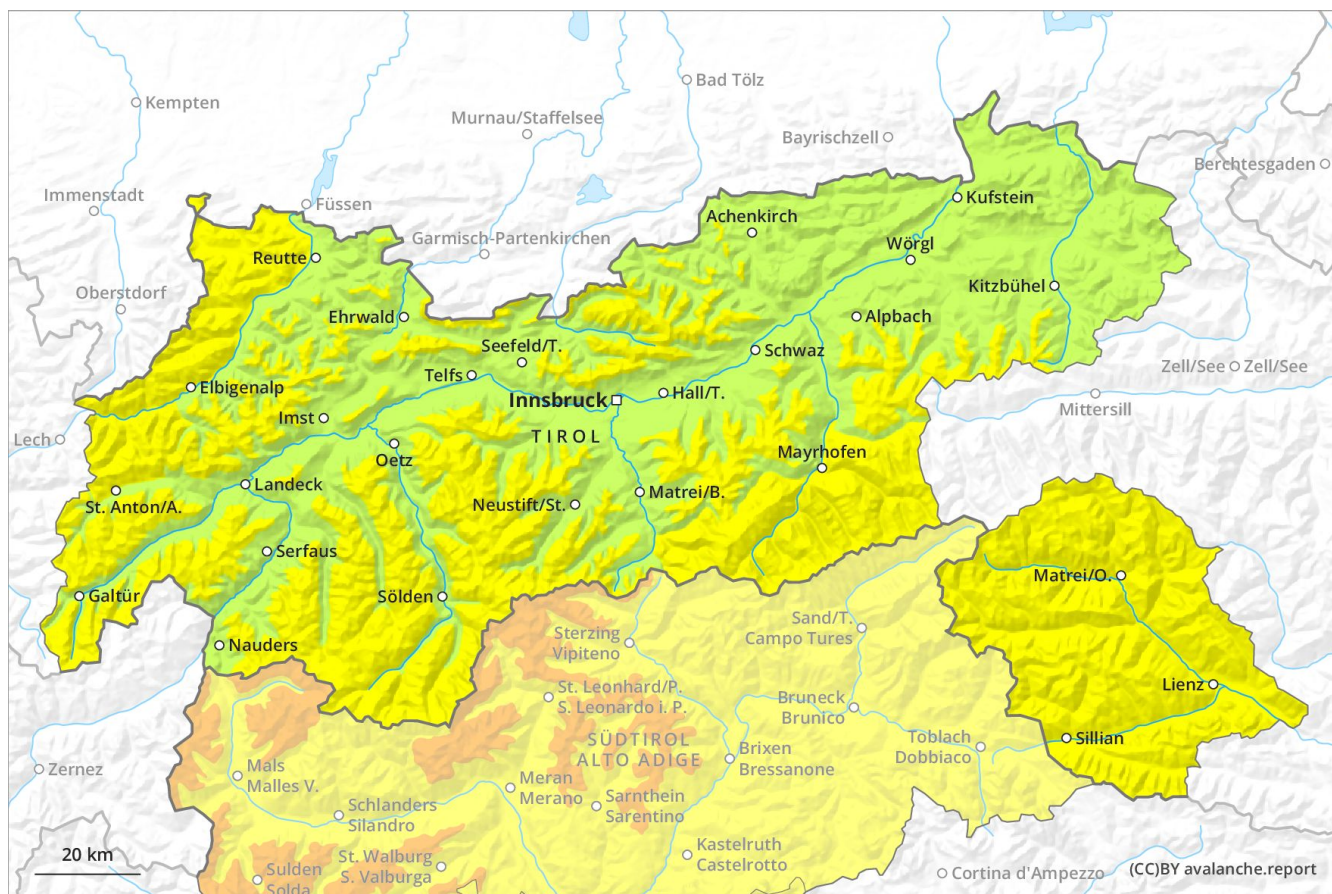 Kempten
Bad Tölz
Murnau/Staffelsee
Bayrischzell
Berchtesgaden
Immenstadt
Füssen
Kufstein
Achenkirch
Garmisch-Partenkirchen
Wörgl
Reutte
Oberstdorf
Kitzbühel
Ehrwald
Alpbach
Seefeld/T.
Schwaz
Zell/See
Zell/See
Telfs
Elbigenalp
Hall/T.
Innsbruck
Mittersill
Imst
Lech
TIROL
Oetz
Mayrhofen
Landeck
Matrei/B.
St. Anton/A.
Neustift/St.
Serfaus
Matrei/O.
Galtür
Sölden
Sand/T.
Campo Tures
Sterzing
Vipiteno
Nauders
Lienz
St. Leonhard/P.
S. Leonardo i. P.
Bruneck
Brunico
SÜDTIROL
ALTO ADIGE
Toblach
Dobbiaco
Sillian
Brixen
Bressanone
Zernez
Mals
Malles V.
Meran
Merano
Sarnthein
Sarentino
Schlanders
Silandro
Kastelruth
Castelrotto
20 km
St. Walburg
S. Valburga
Sulden
Solda
Cortina d'Ampezzo
(CC)BY avalanche.report